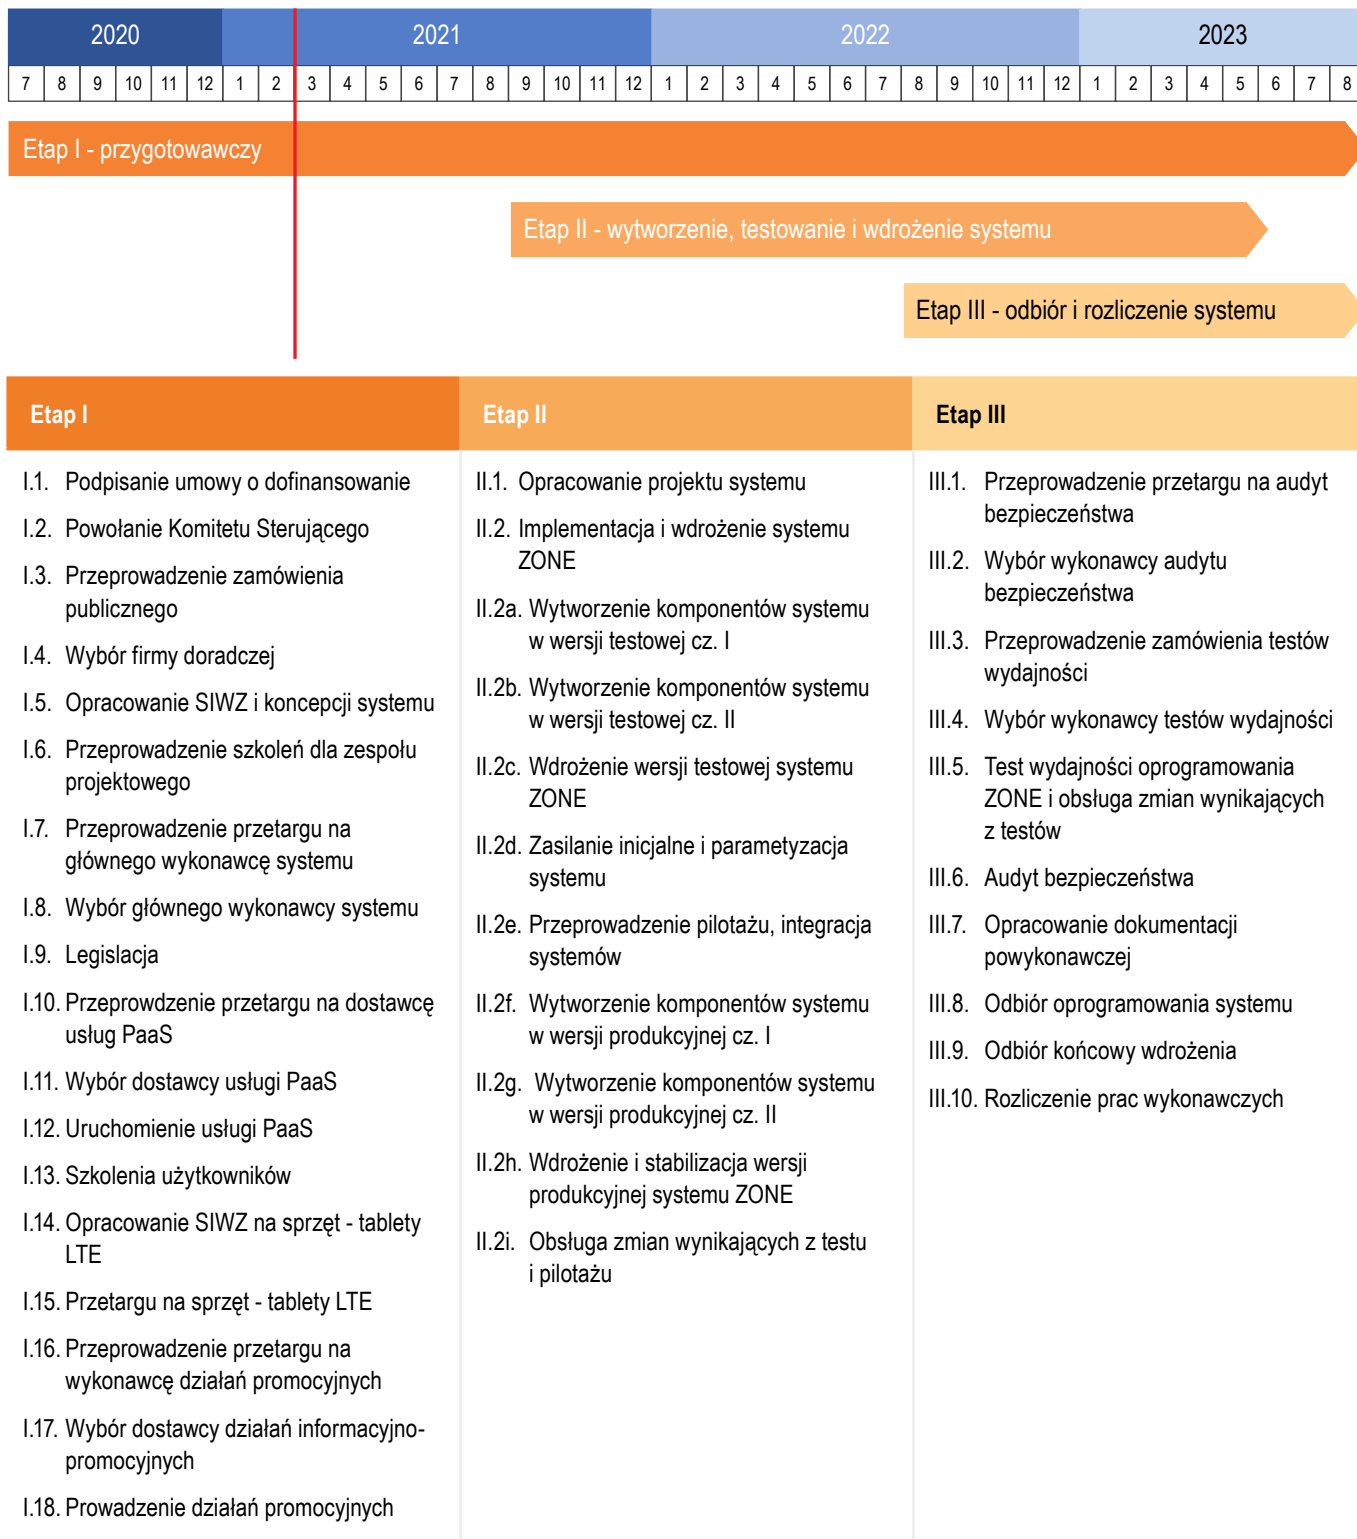 2020 2021 2022 2023
7 8 9 10 11 12 1 2 3 4 5 6 7 8 9 10 11 12 1 2 3 4 5 6 7 8 9 10 11 12 1 2 3 4 5 6 7 8
Etap I - przygotowawczy
Etap II - wytworzenie, testowanie i wdrożenie systemu
Etap III - odbiór i rozliczenie systemu
Etap I
I.1. Podpisanie umowy o dofinansowanie
I.2. Powołanie Komitetu Sterującego
I.3. Przeprowadzenie zamówienia
publicznego
I.4. Wybór firmy doradczej
I.5. Opracowanie SIWZ i koncepcji systemu
I.6. Przeprowadzenie szkoleń dla zespołu
projektowego
I.7. Przeprowadzenie przetargu na
głównego wykonawcę systemu
I.8. Wybór głównego wykonawcy systemu
I.9. Legislacja
I.10. Przeprowdzenie przetargu na dostawcę
usług PaaS
I.11. Wybór dostawcy usługi PaaS
I.12. Uruchomienie usługi PaaS
I.13. Szkolenia użytkowników
I.14. Opracowanie SIWZ na sprzęt - tablety
LTE
I.15. Przetargu na sprzęt - tablety LTE
I.16. Przeprowadzenie przetargu na
wykonawcę działań promocyjnych
I.17. Wybór dostawcy działań informacyjno-
promocyjnych
I.18. Prowadzenie działań promocyjnych
Etap II
II.1. Opracowanie projektu systemu
II.2. Implementacja i wdrożenie systemu
ZONE
II.2a. Wytworzenie komponentów systemu
w wersji testowej cz. I
II.2b. Wytworzenie komponentów systemu
w wersji testowej cz. II
II.2c. Wdrożenie wersji testowej systemu
ZONE
II.2d. Zasilanie inicjalne i parametyzacja
systemu
II.2e. Przeprowadzenie pilotażu, integracja
systemów
II.2f. Wytworzenie komponentów systemu
w wersji produkcyjnej cz. I
II.2g. Wytworzenie komponentów systemu
w wersji produkcyjnej cz. II
II.2h. Wdrożenie i stabilizacja wersji
produkcyjnej systemu ZONE
II.2i. Obsługa zmian wynikających z testu
i pilotażu
Etap III
III.1. Przeprowadzenie przetargu na audyt
bezpieczeństwa
III.2. Wybór wykonawcy audytu
bezpieczeństwa
III.3. Przeprowadzenie zamówienia testów
wydajności
III.4. Wybór wykonawcy testów wydajności
III.5. Test wydajności oprogramowania
ZONE i obsługa zmian wynikających
z testów
III.6. Audyt bezpieczeństwa
III.7. Opracowanie dokumentacji
powykonawczej
III.8. Odbiór oprogramowania systemu
III.9. Odbiór końcowy wdrożenia
III.10. Rozliczenie prac wykonawczych